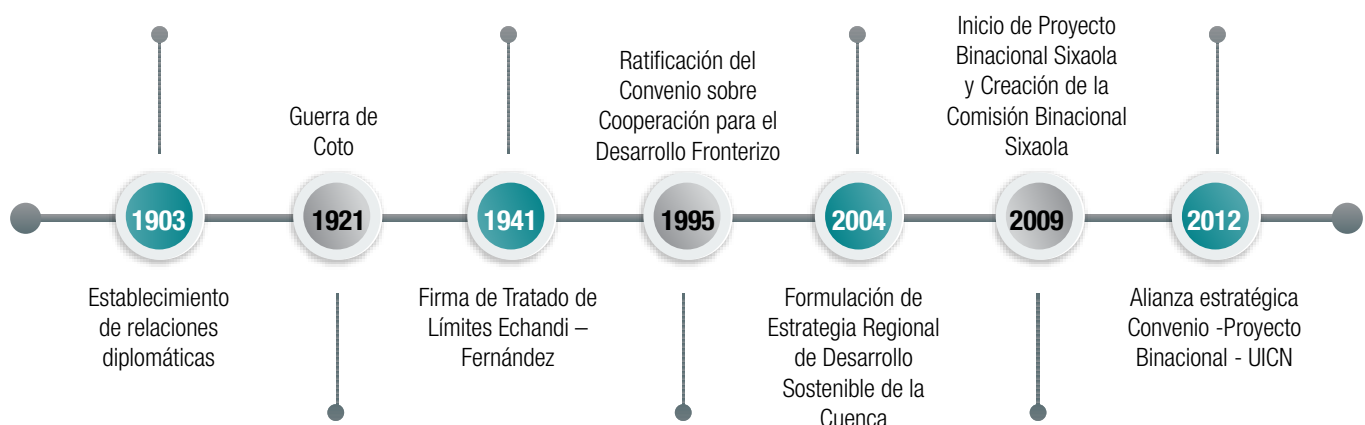 1903
Establecimiento
de relaciones
diplomáticas
Guerra de
Coto
1921
1941
Firma de Tratado de
Límites Echandi –
Fernández
Ratificación del
Convenio sobre
Cooperación para el
Desarrollo Fronterizo
1995
2004
Formulación de
Estrategia Regional
de Desarrollo
Sostenible de la
Cuenca
Inicio de Proyecto
Binacional Sixaola
y Creación de la
Comisión Binacional
Sixaola
2009
2012
Alianza estratégica
Convenio -Proyecto
Binacional - UICN